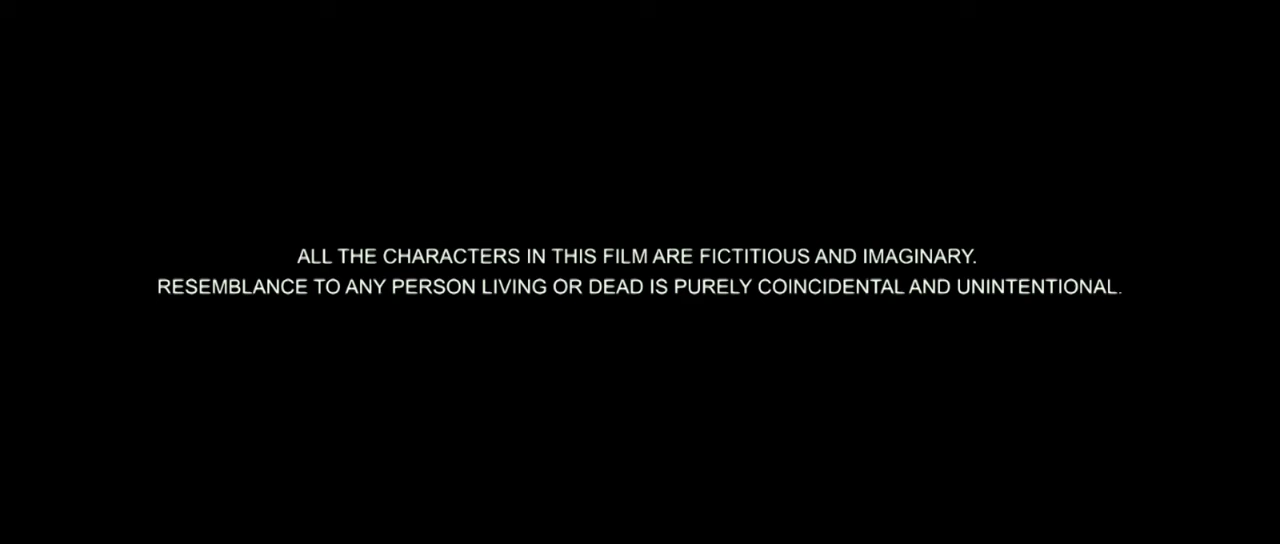 ALL THE CHARACTERS IN THIS FILM ARE FICTITIOUS AND IMAGINARY.
RESEMBLANCE TO ANY PERSON LIVING OR DEAD IS PURELY COINCIDENTAL AND UNINTENTIONAL.